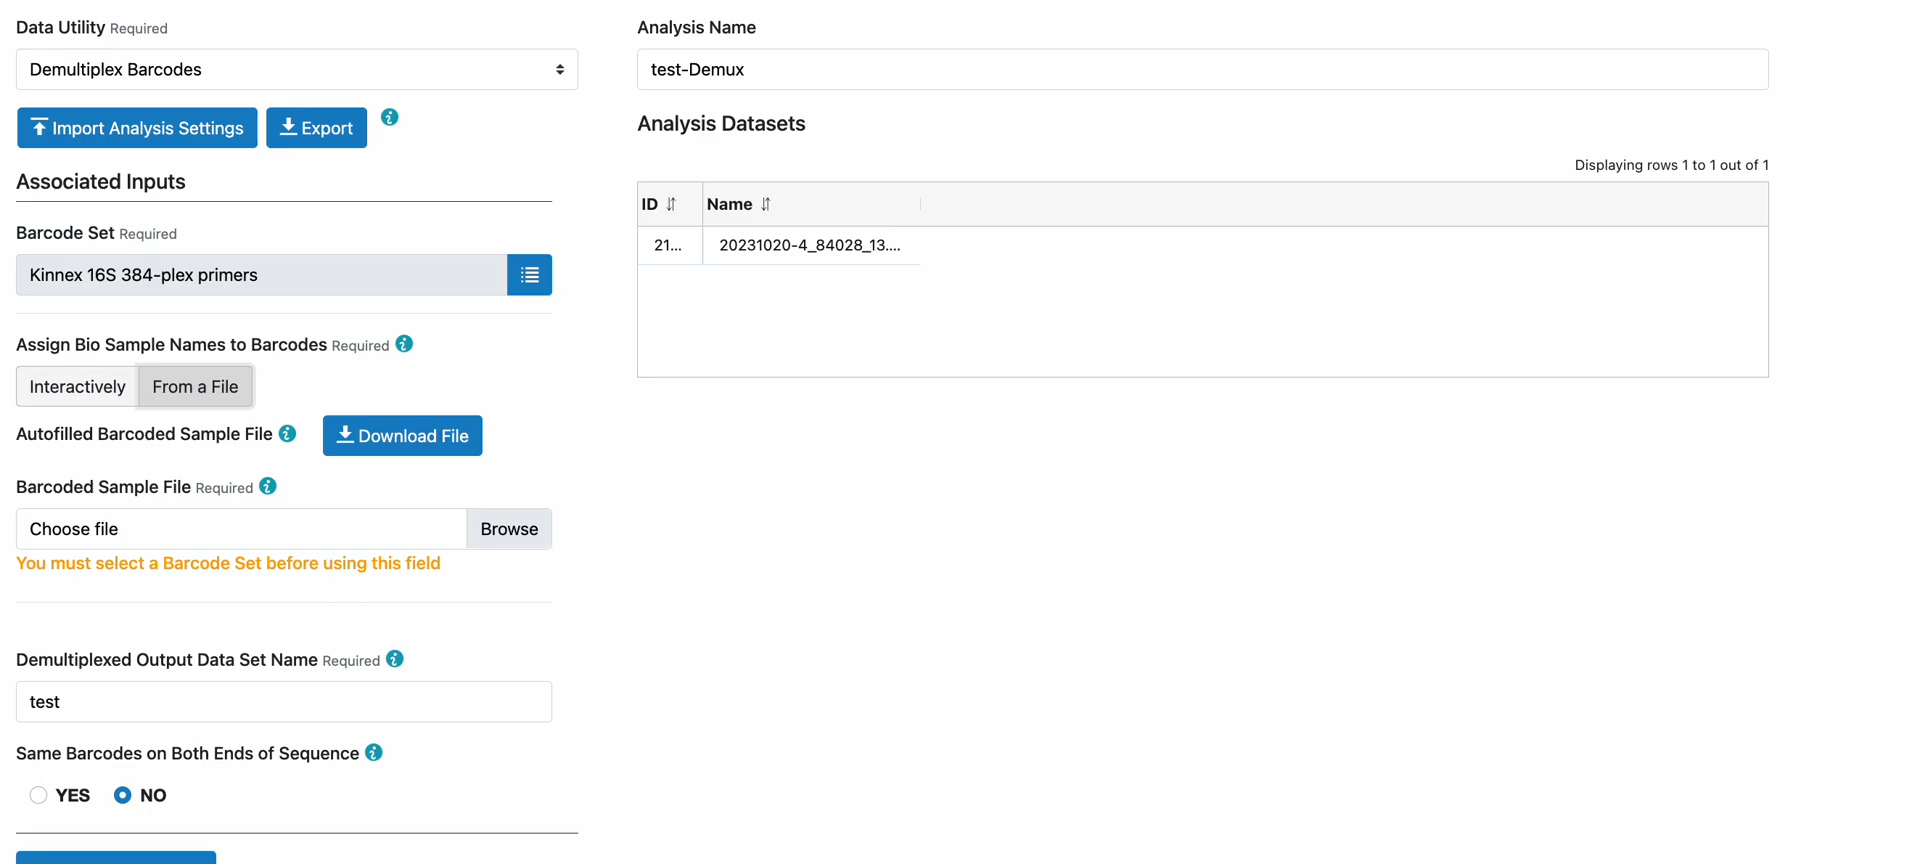 Data Utility Required
Demultiplex Barcodes
Import Analysis Settings
Export
Associated Inputs
Barcode Set Required
Kinnex 16S 384-plex primers
Assign Bio Sample Names to Barcodes Required
Interactively
From a File
Autofilled Barcoded Sample File
Download File
Barcoded Sample File Required
Choose file
Browse
You must select a Barcode Set before using this field
Demultiplexed Output Data Set Name Required
test
Same Barcodes on Both Ends of Sequence
YES
NO
Analysis Name
test-Demux
Analysis Datasets
Displaying rows 1 to 1 out of 1
ID
Name
21...
20231020-4_84028_13....